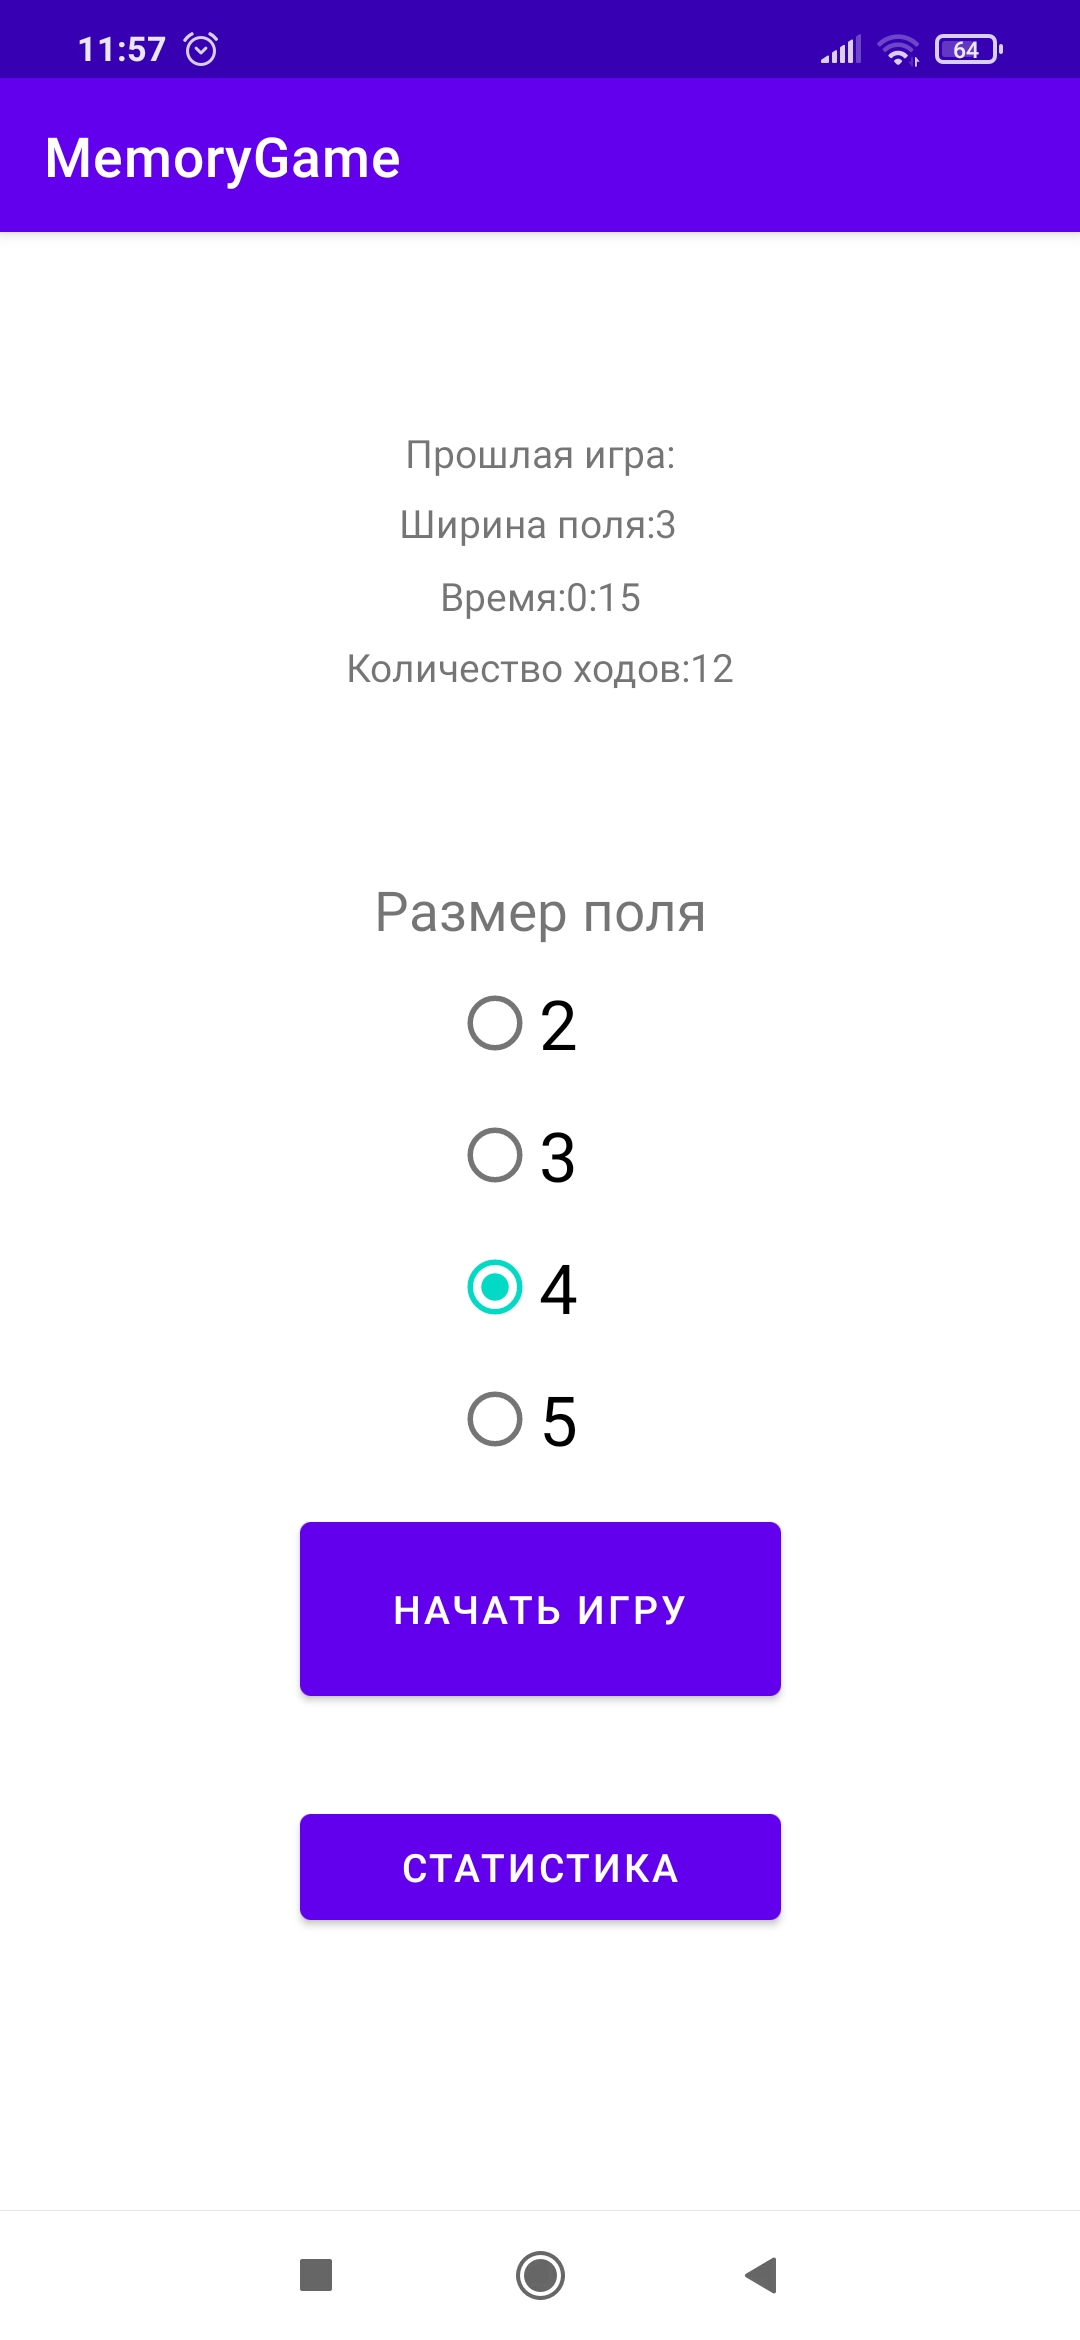 11:57
64
MemoryGame
Прошлая игра:
Ширина поля:3
Время:0:15
Количество ходов:12
Размер поля
2
3
4
5
НАЧАТЬ ИГРУ
СТАТИСТИКА